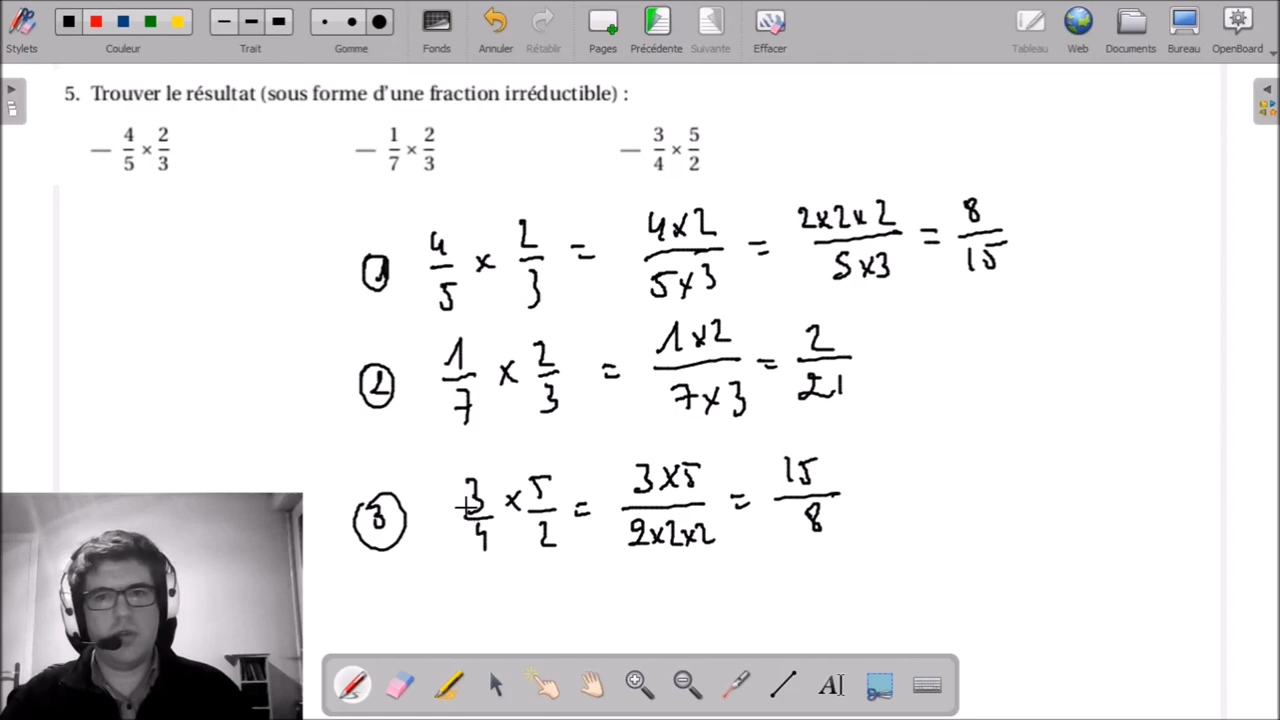 Stylets Couleur Trait Gomme Fonds Annuler Rétablir Pages Précédente Suivante Effacer Tableau Web Documents Bureau OpenBoard
5. Trouver le résultat (sous forme d'une fraction irréductible) :
— 4/5 × 2/3 — 1/7 × 2/3 — 3/4 × 5/2
① 4/5 × 2/3 = 4×2/5×3 = 2×2×2/5×3 = 8/15
② 1/7 × 2/3 = 1×2/7×3 = 2/21
③ 3/4 × 5/2 = 3×5/2×2×2 = 15/8
AI